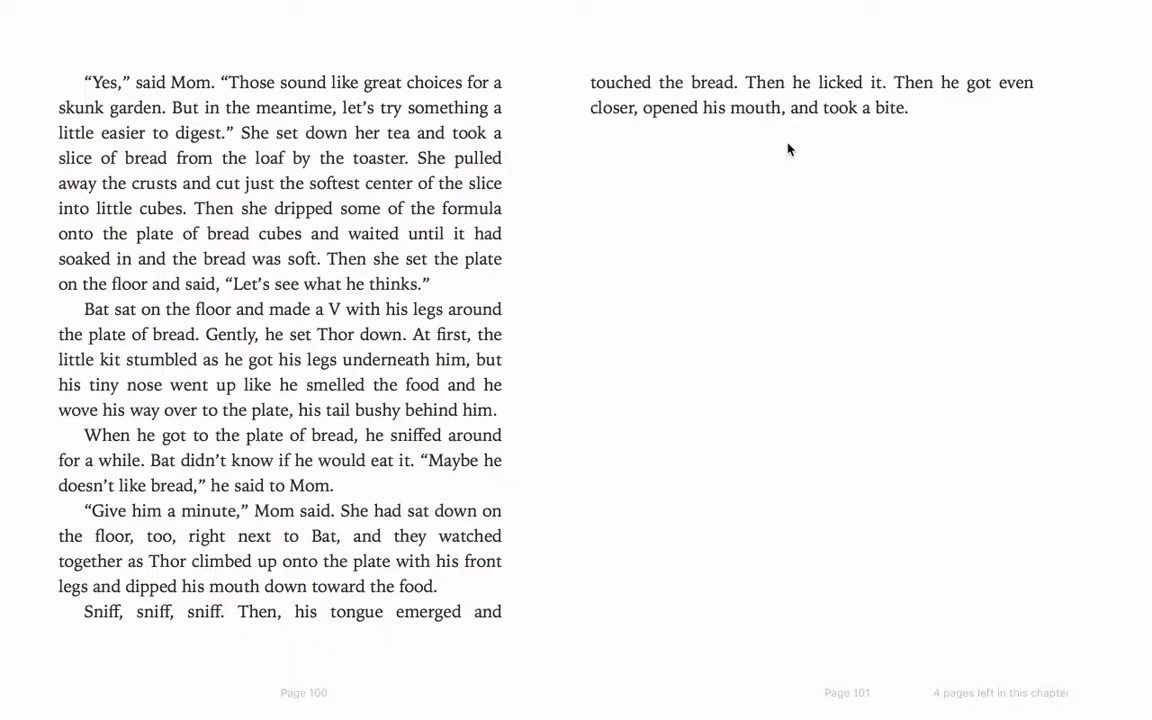 “Yes,” said Mom. “Those sound like great choices for a
skunk garden. But in the meantime, let’s try something a
little easier to digest.” She set down her tea and took a
slice of bread from the loaf by the toaster. She pulled
away the crusts and cut just the softest center of the slice
into little cubes. Then she dripped some of the formula
onto the plate of bread cubes and waited until it had
soaked in and the bread was soft. Then she set the plate
on the floor and said, “Let’s see what he thinks.”
Bat sat on the floor and made a V with his legs around
the plate of bread. Gently, he set Thor down. At first, the
little kit stumbled as he got his legs underneath him, but
his tiny nose went up like he smelled the food and he
wove his way over to the plate, his tail bushy behind him.
When he got to the plate of bread, he sniffed around
for a while. Bat didn’t know if he would eat it. “Maybe he
doesn’t like bread,” he said to Mom.
“Give him a minute,” Mom said. She had sat down on
the floor, too, right next to Bat, and they watched
together as Thor climbed up onto the plate with his front
legs and dipped his mouth down toward the food.
Sniff, sniff, sniff. Then, his tongue emerged and
touched the bread. Then he licked it. Then he got even
closer, opened his mouth, and took a bite.
Page 100
Page 101
4 pages left in this chapter